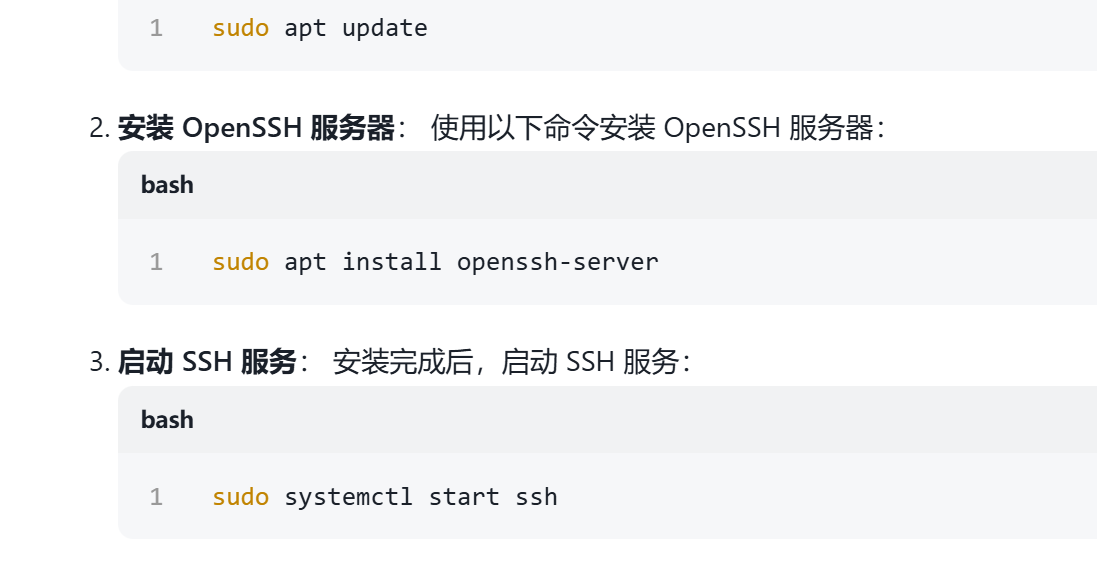 1 sudo apt update
2. 安装 OpenSSH 服务器： 使用以下命令安装 OpenSSH 服务器：
bash
1 sudo apt install openssh-server
3. 启动 SSH 服务： 安装完成后，启动 SSH 服务：
bash
1 sudo systemctl start ssh